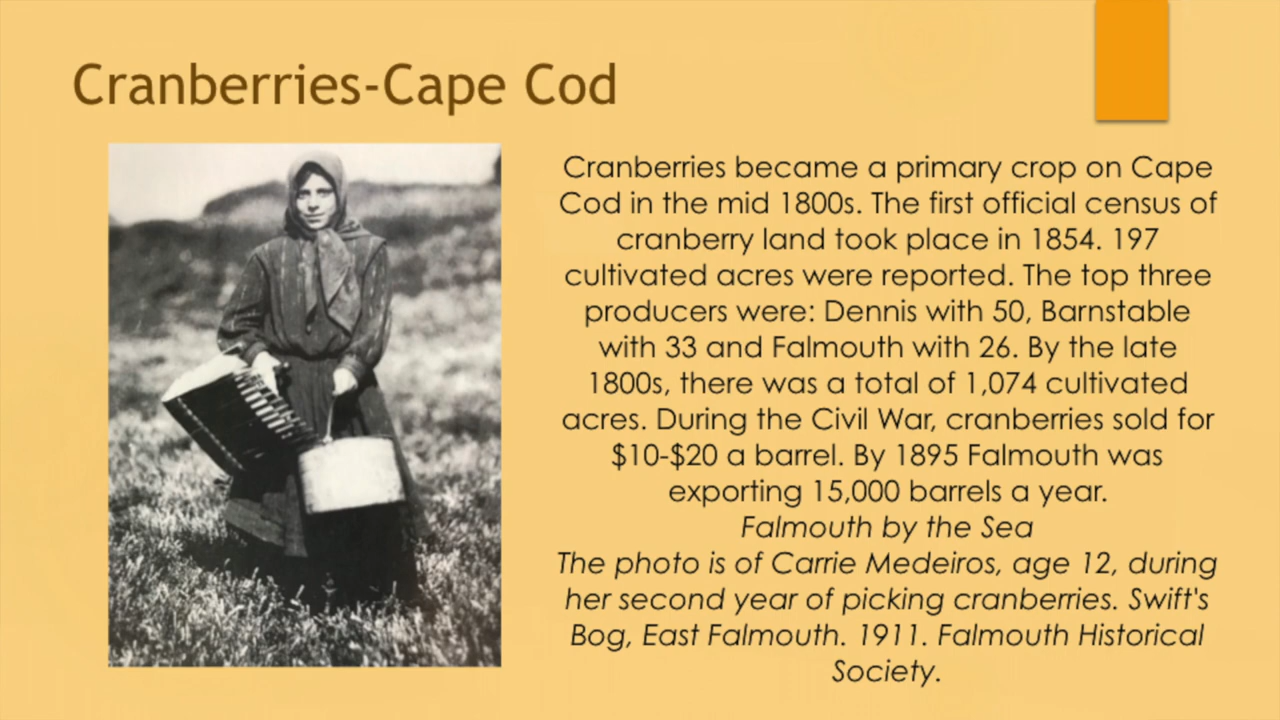 Cranberries-Cape Cod
Cranberries became a primary crop on Cape
Cod in the mid 1800s. The first official census of
cranberry land took place in 1854. 197
cultivated acres were reported. The top three
producers were: Dennis with 50, Barnstable
with 33 and Falmouth with 26. By the late
1800s, there was a total of 1,074 cultivated
acres. During the Civil War, cranberries sold for
$10-$20 a barrel. By 1895 Falmouth was
exporting 15,000 barrels a year.
Falmouth by the Sea
The photo is of Carrie Medeiros, age 12, during
her second year of picking cranberries. Swift's
Bog, East Falmouth. 1911. Falmouth Historical
Society.